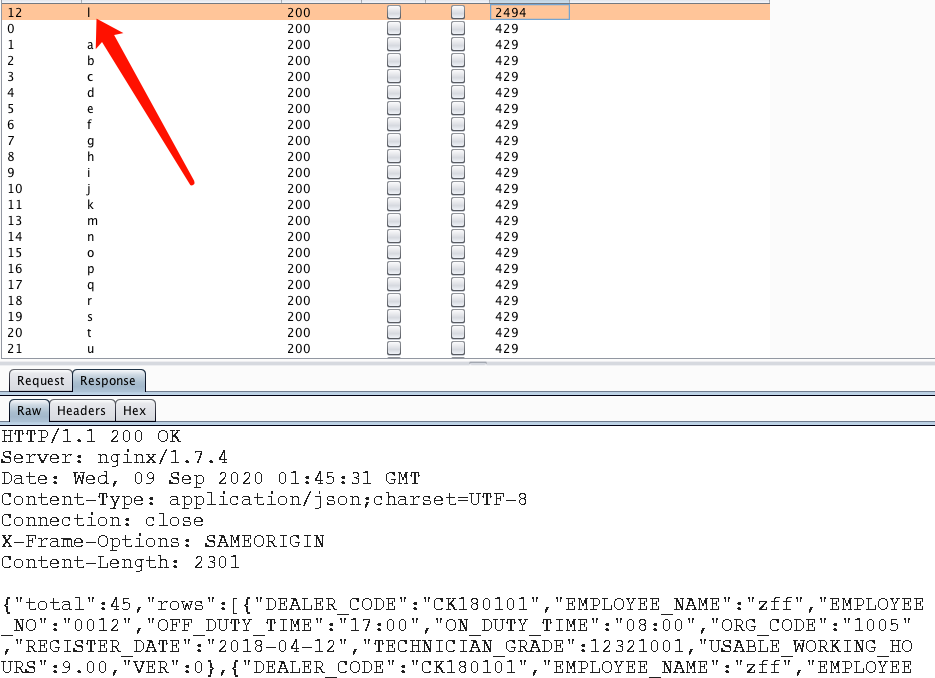 12 l 200 2494
0 200 429
1 a 200 429
2 b 200 429
3 c 200 429
4 d 200 429
5 e 200 429
6 f 200 429
7 g 200 429
8 h 200 429
9 i 200 429
10 j 200 429
11 k 200 429
13 m 200 429
14 n 200 429
15 o 200 429
16 p 200 429
17 q 200 429
18 r 200 429
19 s 200 429
20 t 200 429
21 u 200 429
Request Response
Raw Headers Hex
HTTP/1.1 200 OK
Server: nginx/1.7.4
Date: Wed, 09 Sep 2020 01:45:31 GMT
Content-Type: application/json;charset=UTF-8
Connection: close
X-Frame-Options: SAMEORIGIN
Content-Length: 2301
{"total":45,"rows":[{"DEALER_CODE":"CK180101","EMPLOYEE_NAME":"zff","EMPLOYEE
_NO":"0012","OFF_DUTY_TIME":"17:00","ON_DUTY_TIME":"08:00","ORG_CODE":"1005"
,"REGISTER_DATE":"2018-04-12","TECHNICIAN_GRADE":12321001,"USABLE_WORKING_HO
URS":9.00,"VER":0},{"DEALER_CODE":"CK180101","EMPLOYEE_NAME":"zff","EMPLOYEE